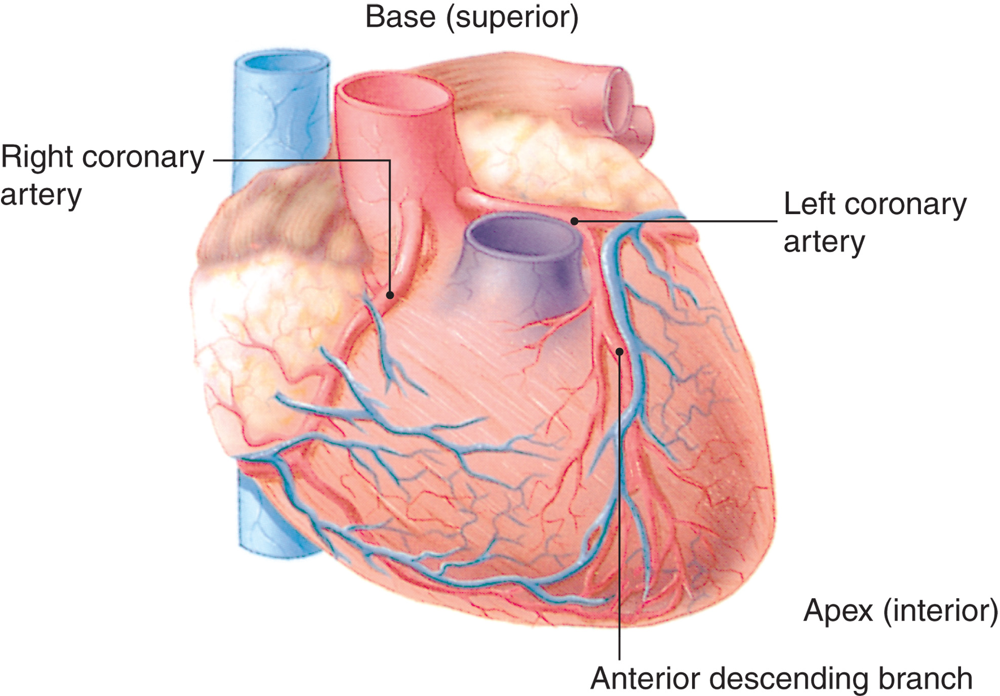 Base (superior)
Right coronary
artery
Left coronary
artery
Apex (interior)
Anterior descending branch